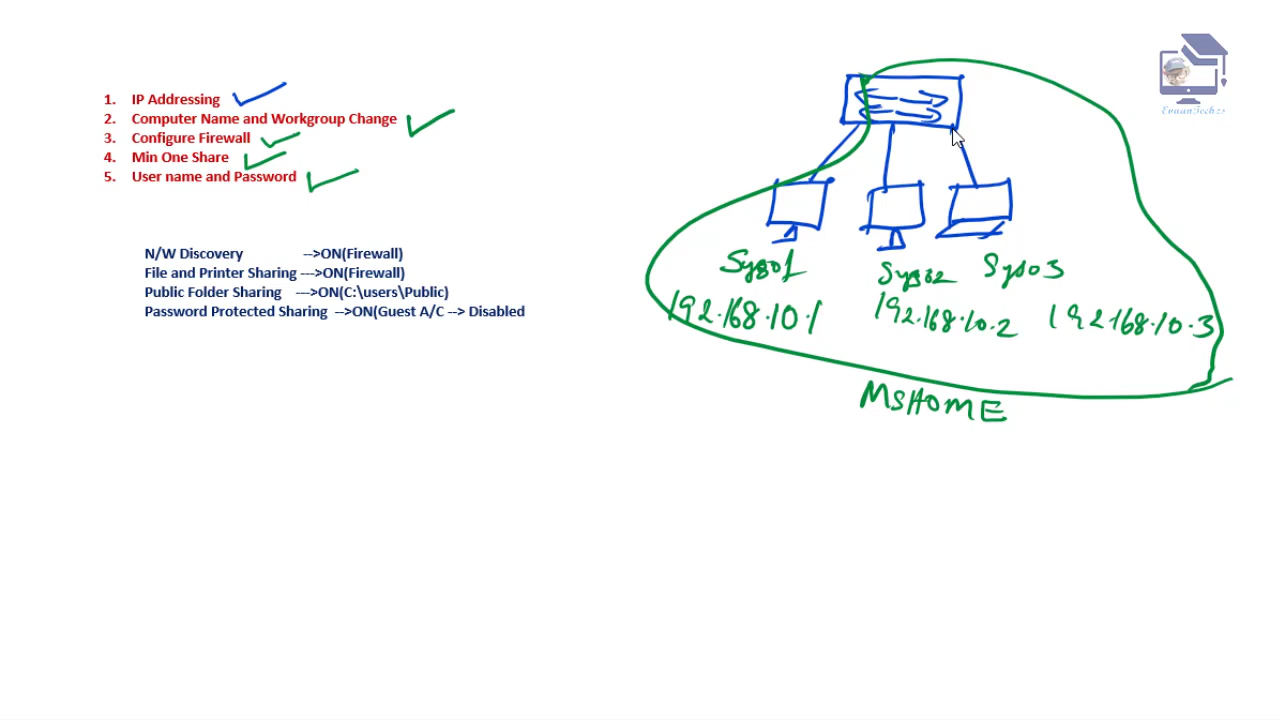 1. IP Addressing
2. Computer Name and Workgroup Change
3. Configure Firewall
4. Min One Share
5. User name and Password
N/W Discovery -->ON(Firewall)
File and Printer Sharing --->ON(Firewall)
Public Folder Sharing --->ON(C:\users\Public)
Password Protected Sharing -->ON(Guest A/C --> Disabled
EvaanTech25
Sys01 Sys02 Sys03
192.168.10.1 192.168.10.2 192.168.10.3
MSHOME